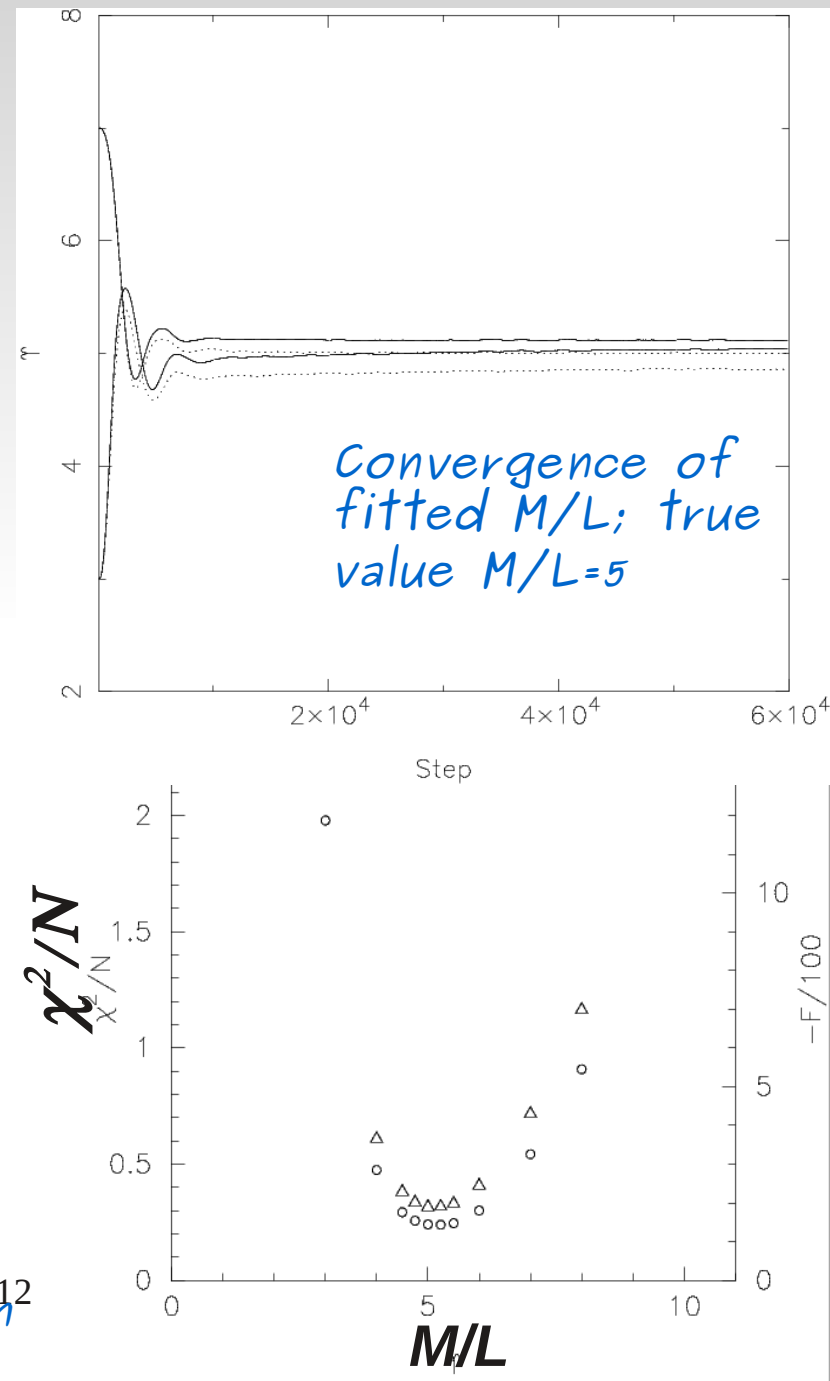 8
6
4
2
Υ
Convergence of
fitted M/L; true
value M/L=5
2×10⁴ 4×10⁴ 6×10⁴
Step
2
1.5
1
0.5
0
χ²/N
χ²/N
10
5
0
-F/100
0 5 10
M/L
12